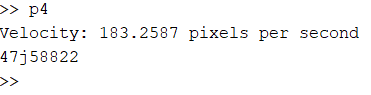 >> p4
Velocity: 183.2587 pixels per second
47j58822
>>